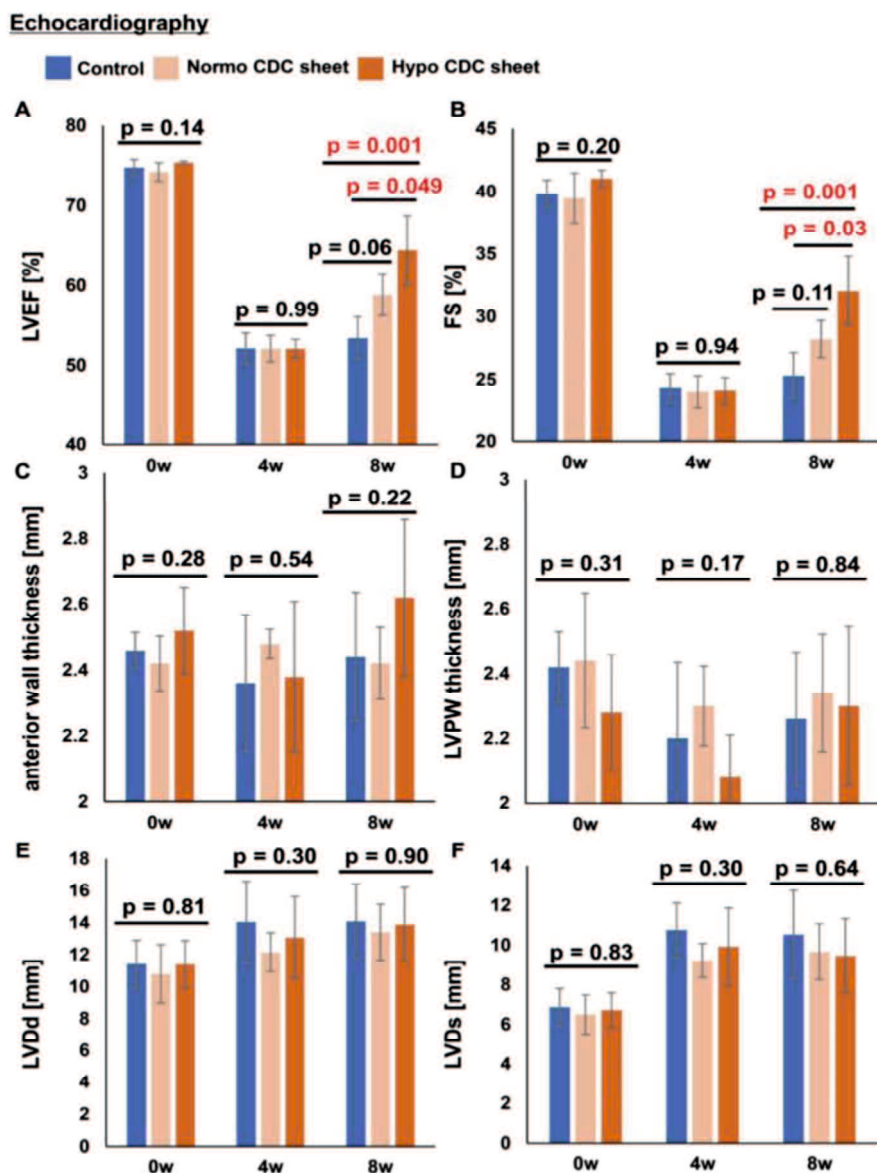 Echocardiography
Control Normo CDC sheet Hypo CDC sheet
A
LVEF [%]
80
70
60
50
40
p = 0.14
p = 0.99
p = 0.001
p = 0.049
p = 0.06
0w 4w 8w
B
FS [%]
45
40
35
30
25
20
p = 0.20
p = 0.94
p = 0.001
p = 0.03
p = 0.11
0w 4w 8w
C
anterior wall thickness [mm]
3
2.8
2.6
2.4
2.2
2
p = 0.28
p = 0.54
p = 0.22
0w 4w 8w
D
LVPW thickness [mm]
3
2.8
2.6
2.4
2.2
2
p = 0.31
p = 0.17
p = 0.84
0w 4w 8w
E
LVDd [mm]
18
16
14
12
10
8
6
4
2
0
p = 0.81
p = 0.30
p = 0.90
0w 4w 8w
F
LVDs [mm]
14
12
10
8
6
4
2
0
p = 0.83
p = 0.30
p = 0.64
0w 4w 8w